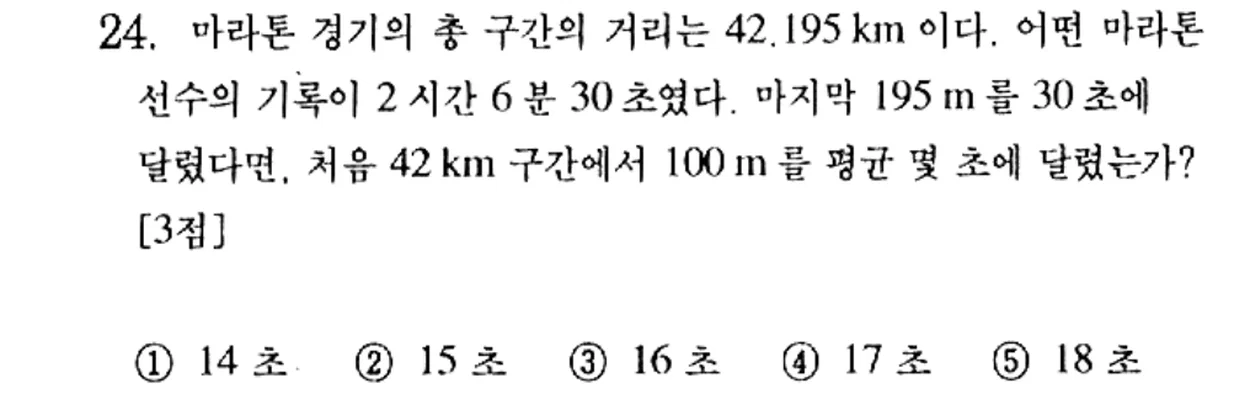 24. 마라톤 경기의 총 구간의 거리는 42.195 km 이다. 어떤 마라톤
선수의 기록이 2 시간 6 분 30 초였다. 마지막 195 m 를 30 초에
달렸다면, 처음 42 km 구간에서 100 m 를 평균 몇 초에 달렸는가?
[3점]
① 14 초 ② 15 초 ③ 16 초 ④ 17 초 ⑤ 18 초